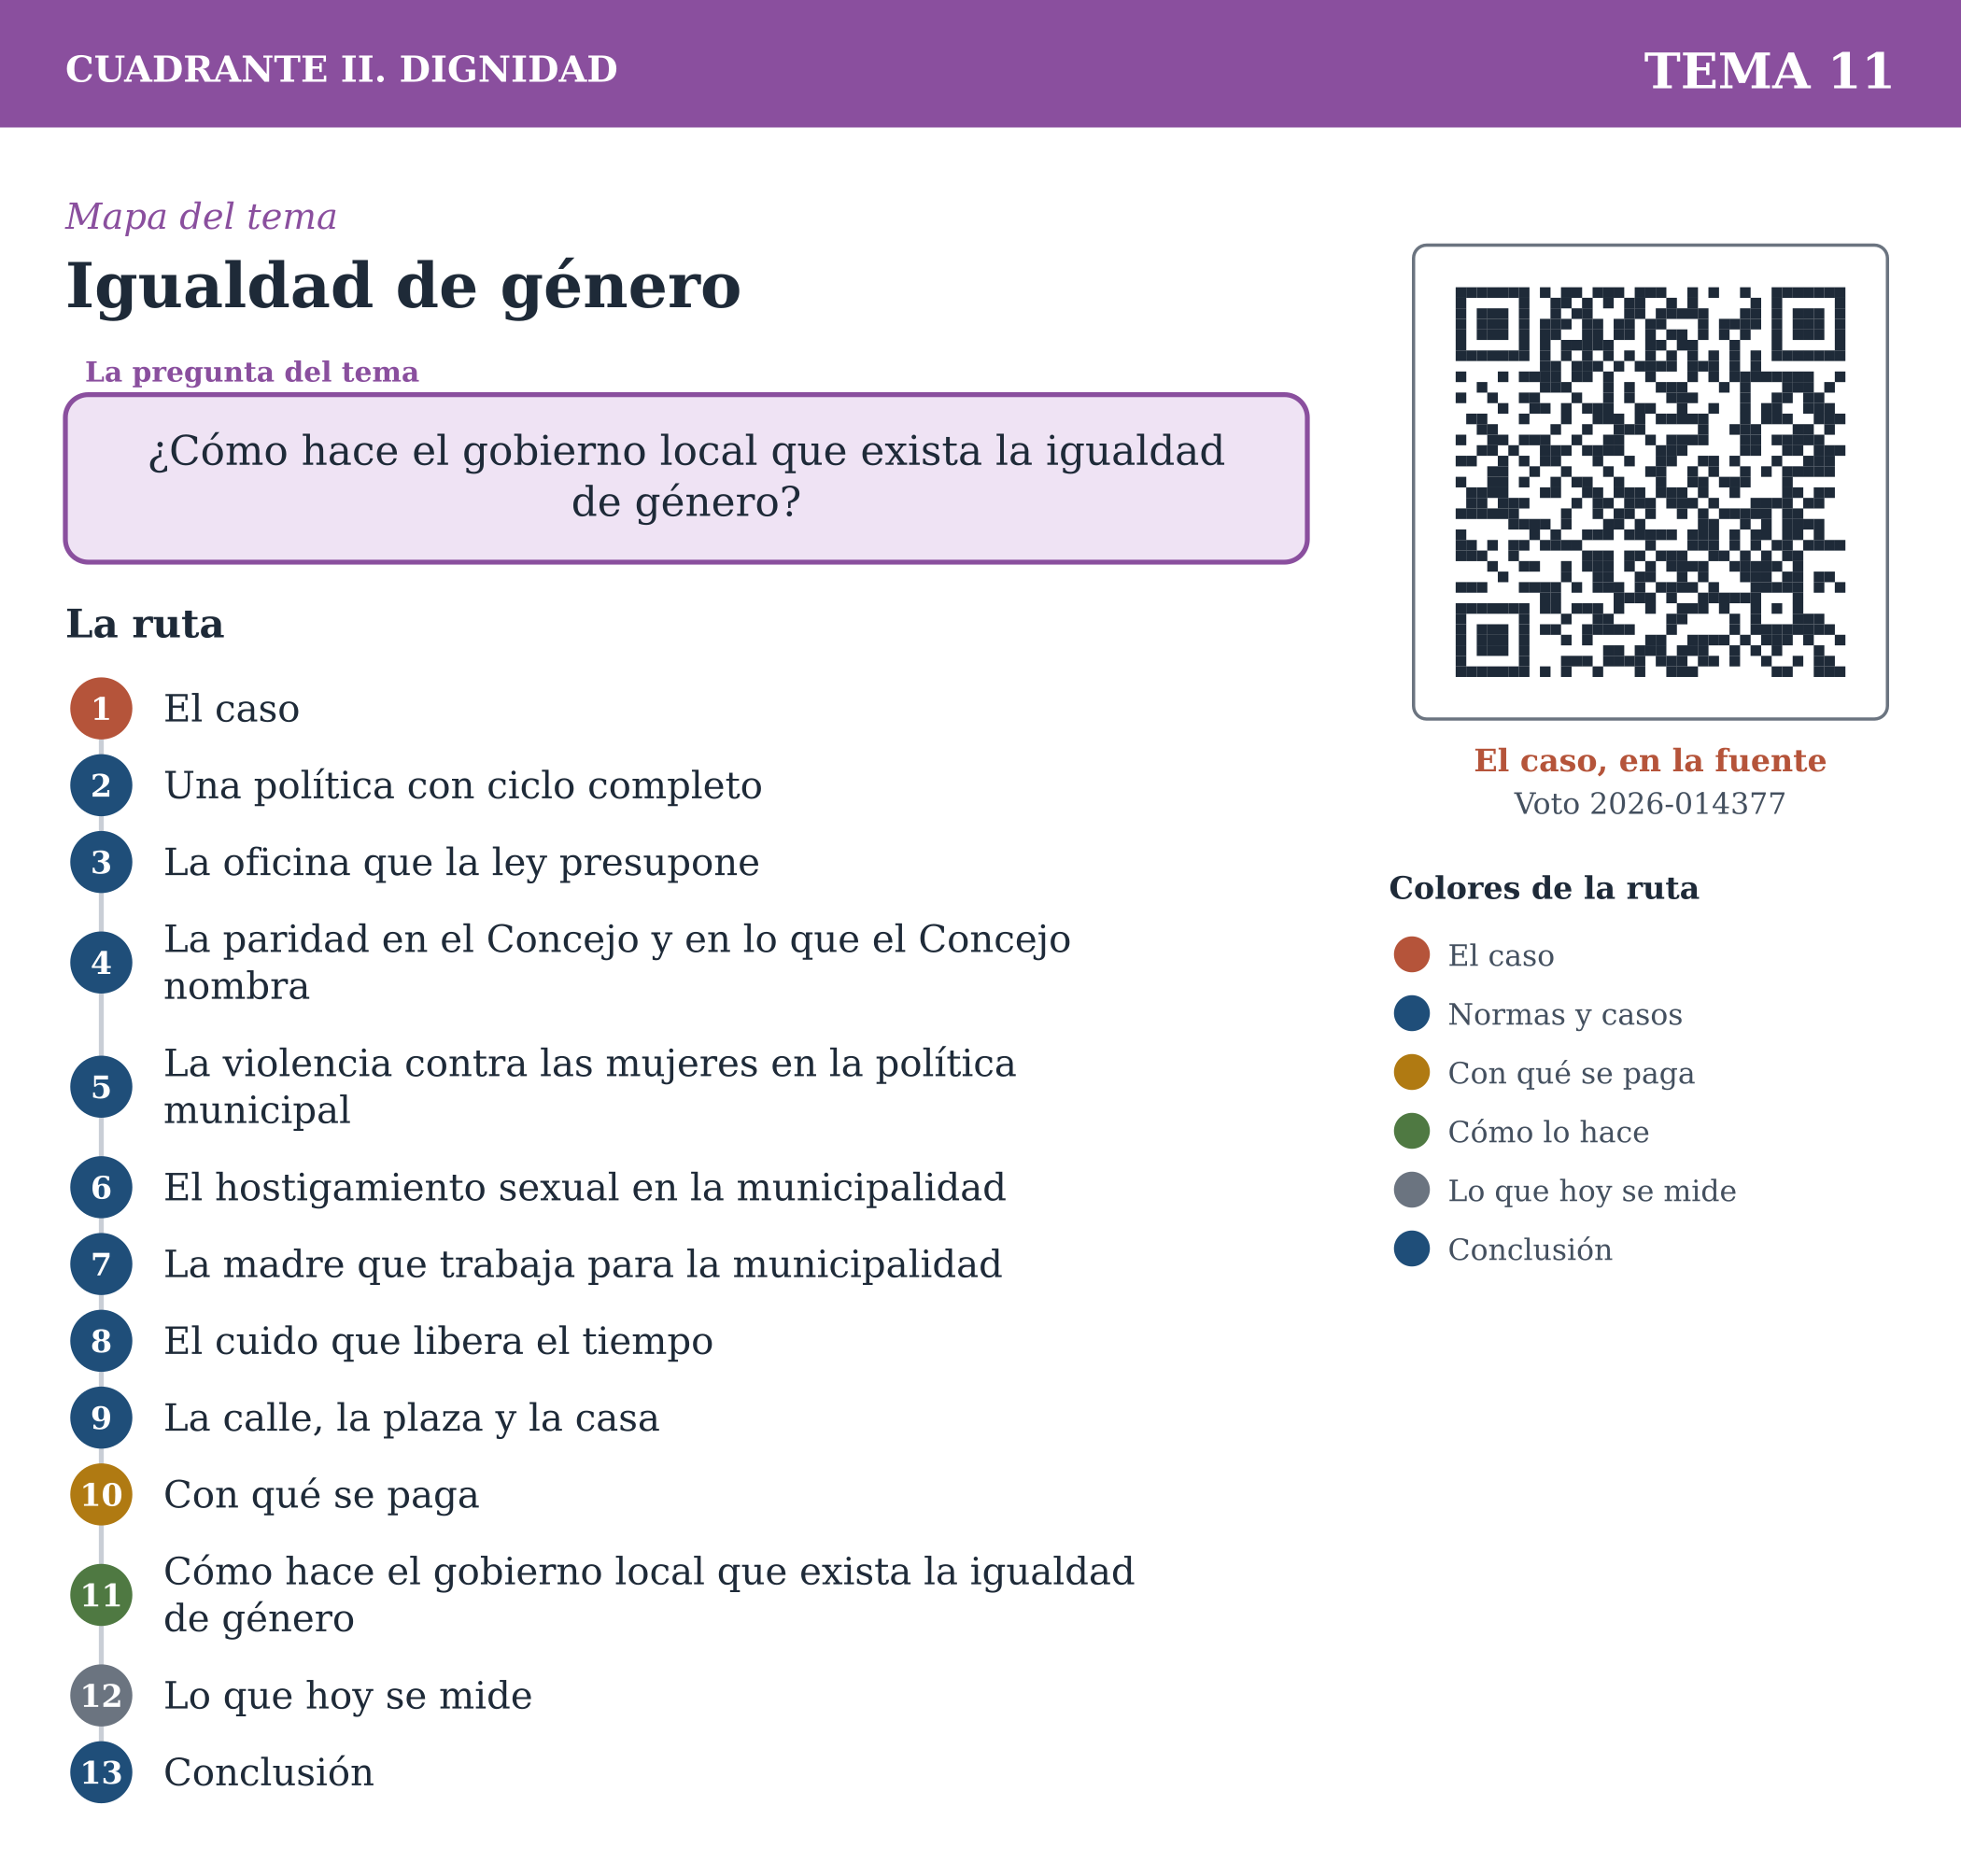 CUADRANTE II. DIGNIDAD
TEMA 11
Mapa del tema
Igualdad de género
La pregunta del tema
¿Cómo hace el gobierno local que exista la igualdad
de género?
La ruta
1 El caso
2 Una política con ciclo completo
3 La oficina que la ley presupone
4 La paridad en el Concejo y en lo que el Concejo
nombra
5 La violencia contra las mujeres en la política
municipal
6 El hostigamiento sexual en la municipalidad
7 La madre que trabaja para la municipalidad
8 El cuido que libera el tiempo
9 La calle, la plaza y la casa
10 Con qué se paga
11 Cómo hace el gobierno local que exista la igualdad
de género
12 Lo que hoy se mide
13 Conclusión
El caso, en la fuente
Voto 2026-014377
Colores de la ruta
El caso
Normas y casos
Con qué se paga
Cómo lo hace
Lo que hoy se mide
Conclusión